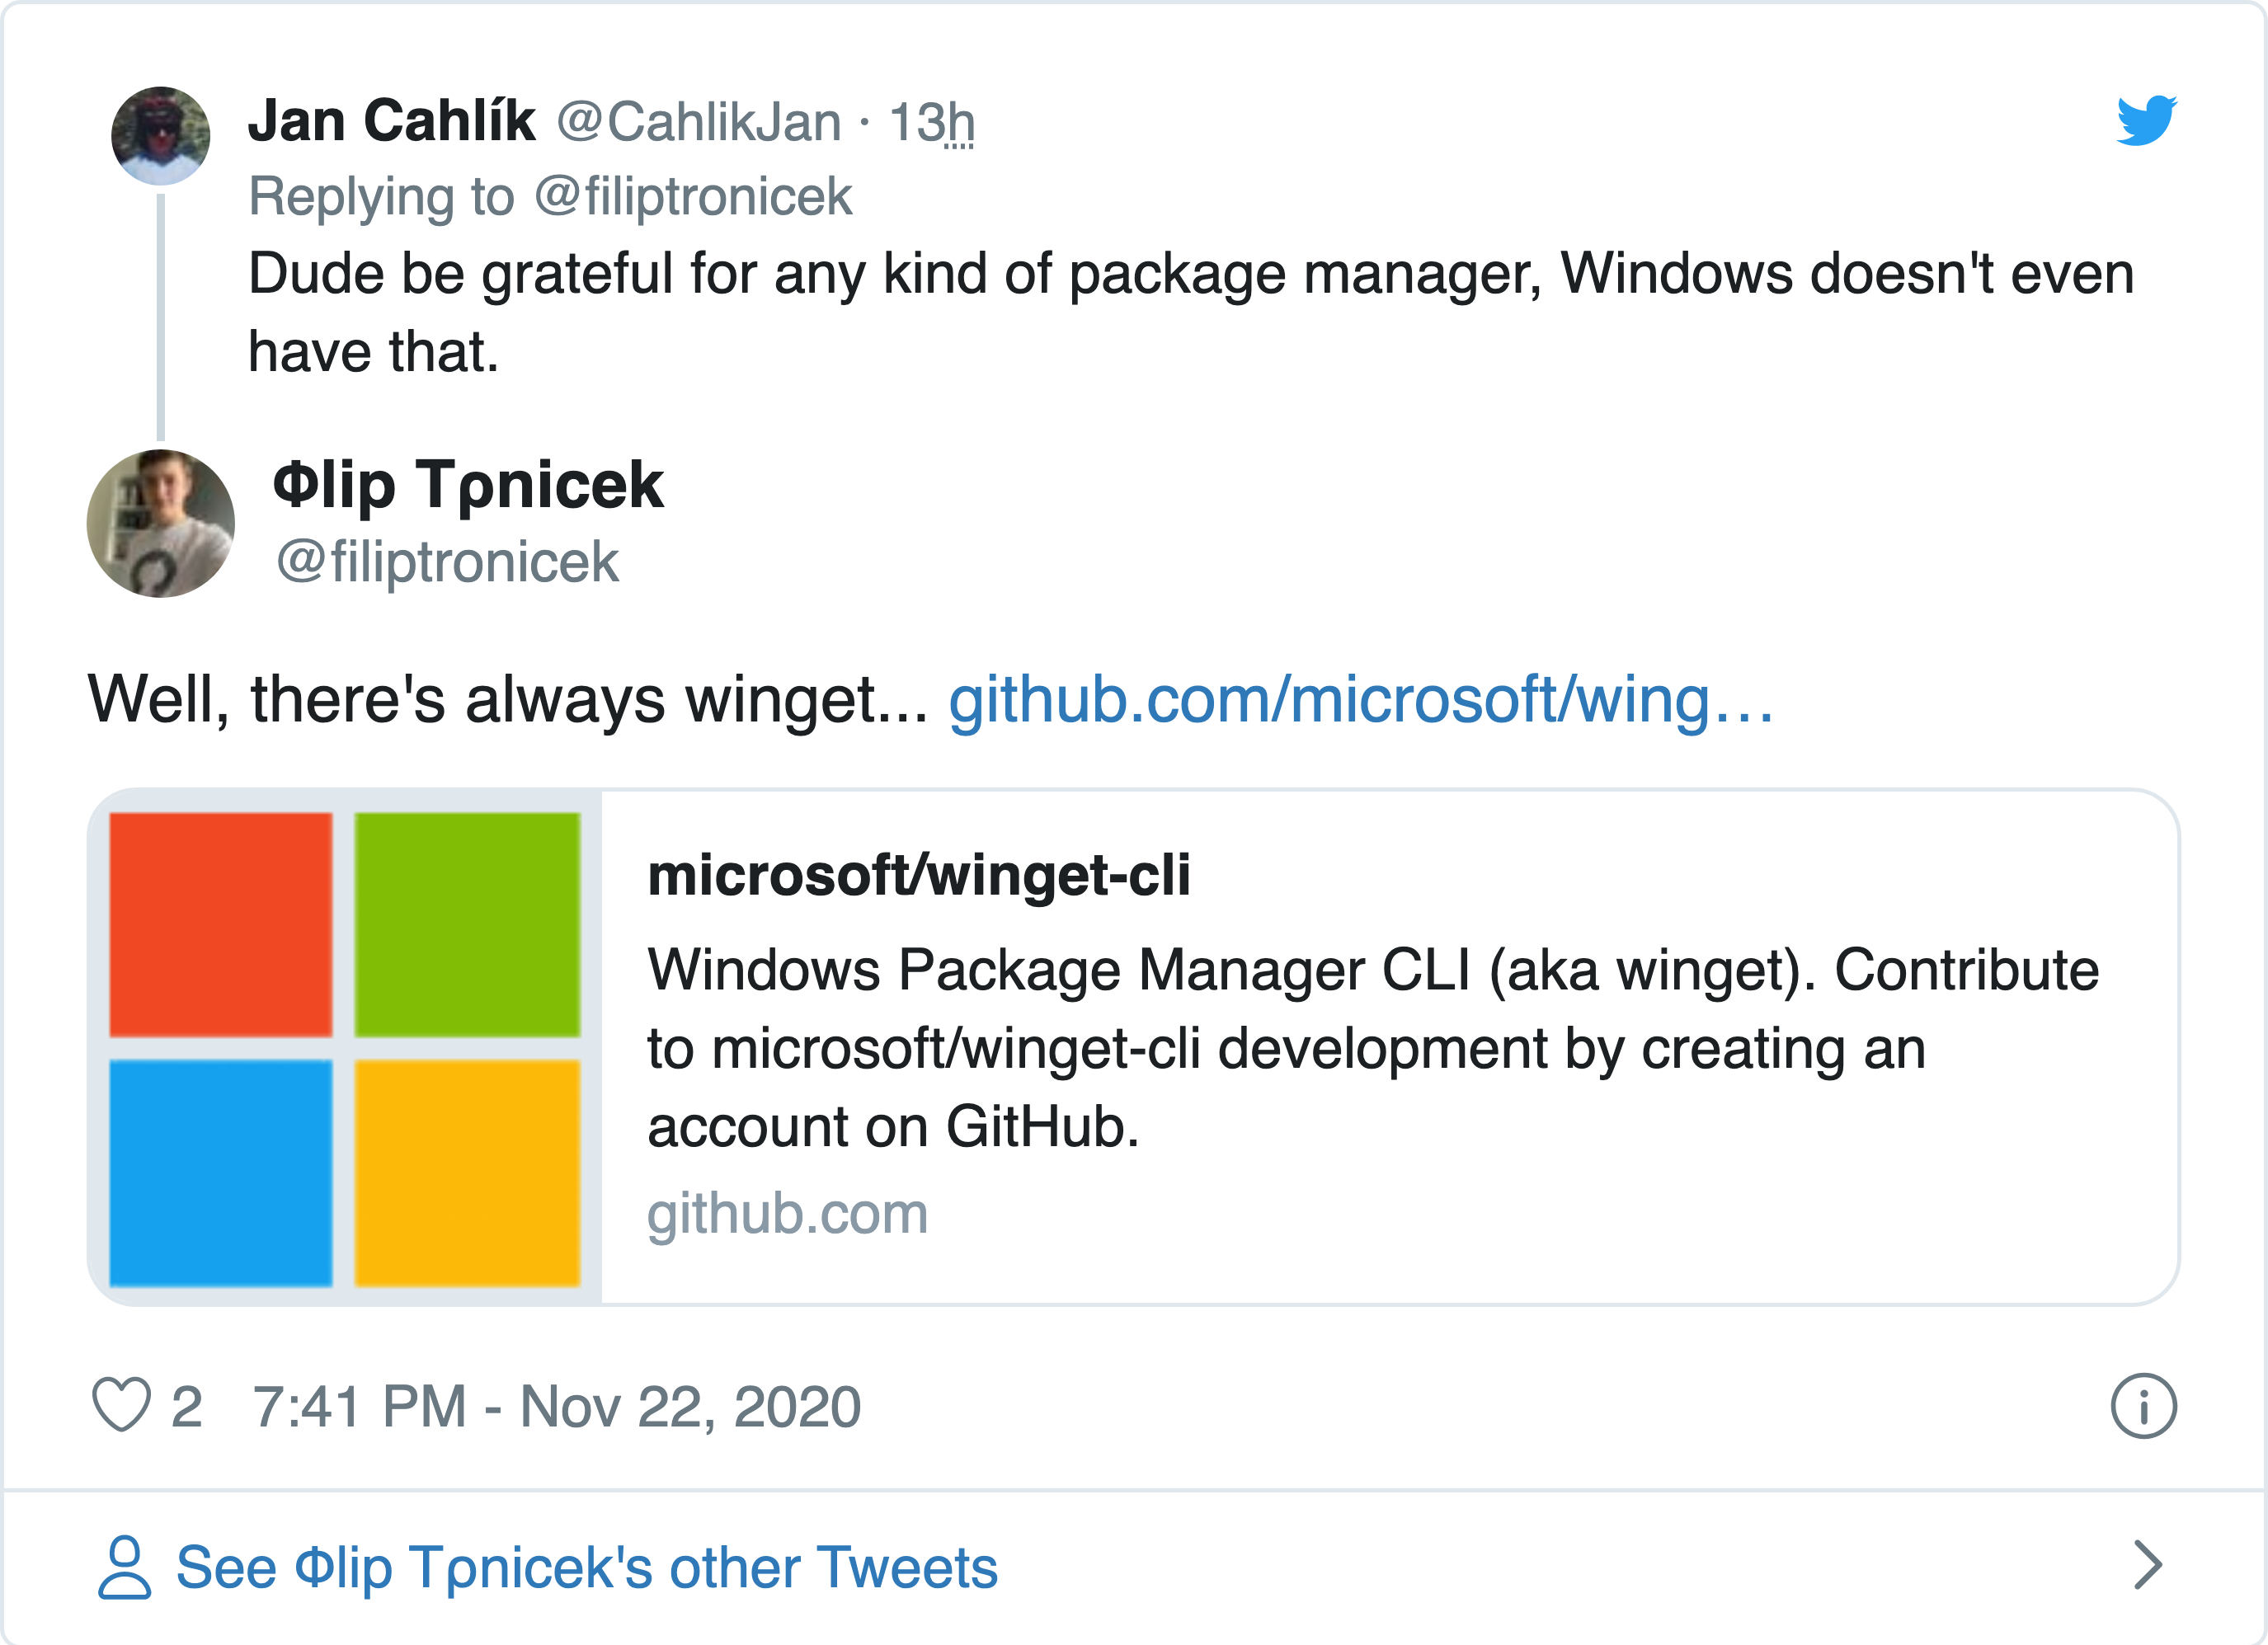 Jan Cahlík @CahlikJan · 13h
Replying to @filiptronicek
Dude be grateful for any kind of package manager, Windows doesn't even
have that.
Φlip Tρnicek
@filiptronicek
Well, there's always winget... github.com/microsoft/wing…
microsoft/winget-cli
Windows Package Manager CLI (aka winget). Contribute
to microsoft/winget-cli development by creating an
account on GitHub.
github.com
2 7:41 PM - Nov 22, 2020
See Φlip Tρnicek's other Tweets